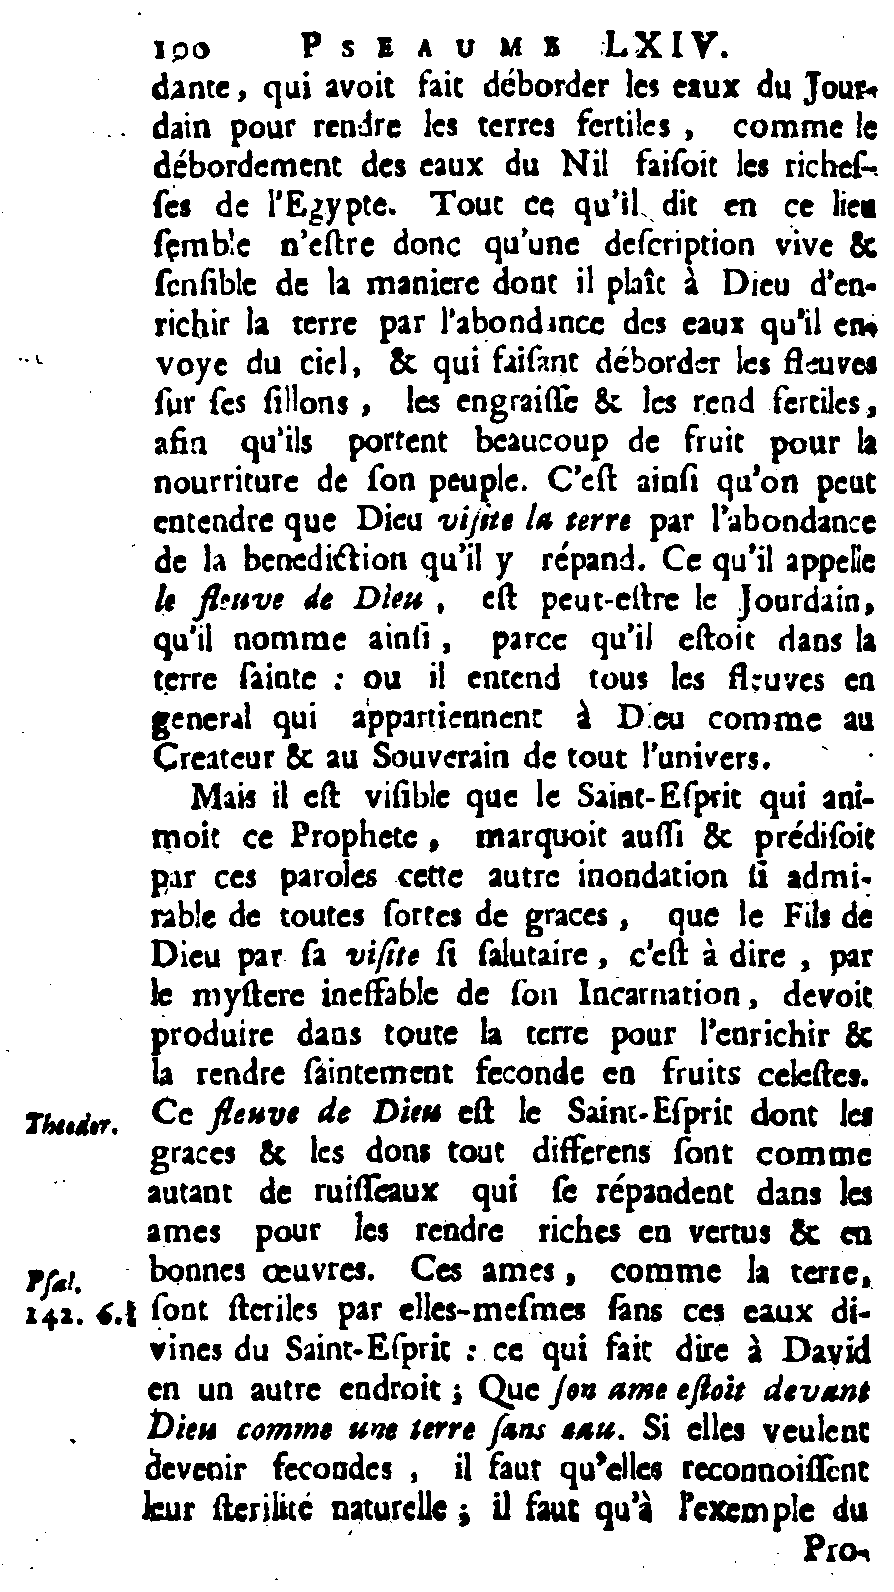 190 PSEAUME LXIV.
dante, qui avoit fait déborder les eaux du Jour-
dain pour rendre les terres fertiles, comme le
débordement des eaux du Nil faiſoit les richeſ-
ſes de l'Egypte. Tout ce qu'il dit en ce lieu
ſemble n'eſtre donc qu'une deſcription vive &
ſenſible de la maniere dont il plaît à Dieu d'en-
richir la terre par l'abondance des eaux qu'il en-
voye du ciel, & qui faiſant déborder les fleuves
ſur ſes ſillons, les engraiſſe & les rend fertiles,
afin qu'ils portent beaucoup de fruit pour la
nourriture de ſon peuple. C'eſt ainſi qu'on peut
entendre que Dieu viſite la terre par l'abondance
de la benediction qu'il y répand. Ce qu'il appelle
le fleuve de Dieu, eſt peut-eſtre le Jourdain,
qu'il nomme ainſi, parce qu'il eſtoit dans la
terre ſainte : ou il entend tous les fleuves en
general qui appartiennent à Dieu comme au
Createur & au Souverain de tout l'univers.
Mais il eſt viſible que le Saint-Eſprit qui ani-
moit ce Prophete, marquoit auſſi & prédiſoit
par ces paroles cette autre inondation ſi admi-
rable de toutes ſortes de graces, que le Fils de
Dieu par ſa viſite ſi ſalutaire, c'eſt à dire, par
le myſtere ineffable de ſon Incarnation, devoit
produire dans toute la terre pour l'enrichir &
la rendre ſaintement feconde en fruits celeſtes.
Theodor. Ce fleuve de Dieu eſt le Saint-Eſprit dont les
graces & les dons tout differens ſont comme
autant de ruiſſeaux qui ſe répandent dans les
ames pour les rendre riches en vertus & en
Pſal. bonnes œuvres. Ces ames, comme la terre,
142. 6. ſont ſteriles par elles-meſmes ſans ces eaux di-
vines du Saint-Eſprit : ce qui fait dire à David
en un autre endroit ; Que ſon ame eſtoit devant
Dieu comme une terre ſans eau. Si elles veulent
devenir fecondes, il faut qu'elles reconnoiſſent
leur ſterilité naturelle ; il faut qu'à l'exemple du
Pro-